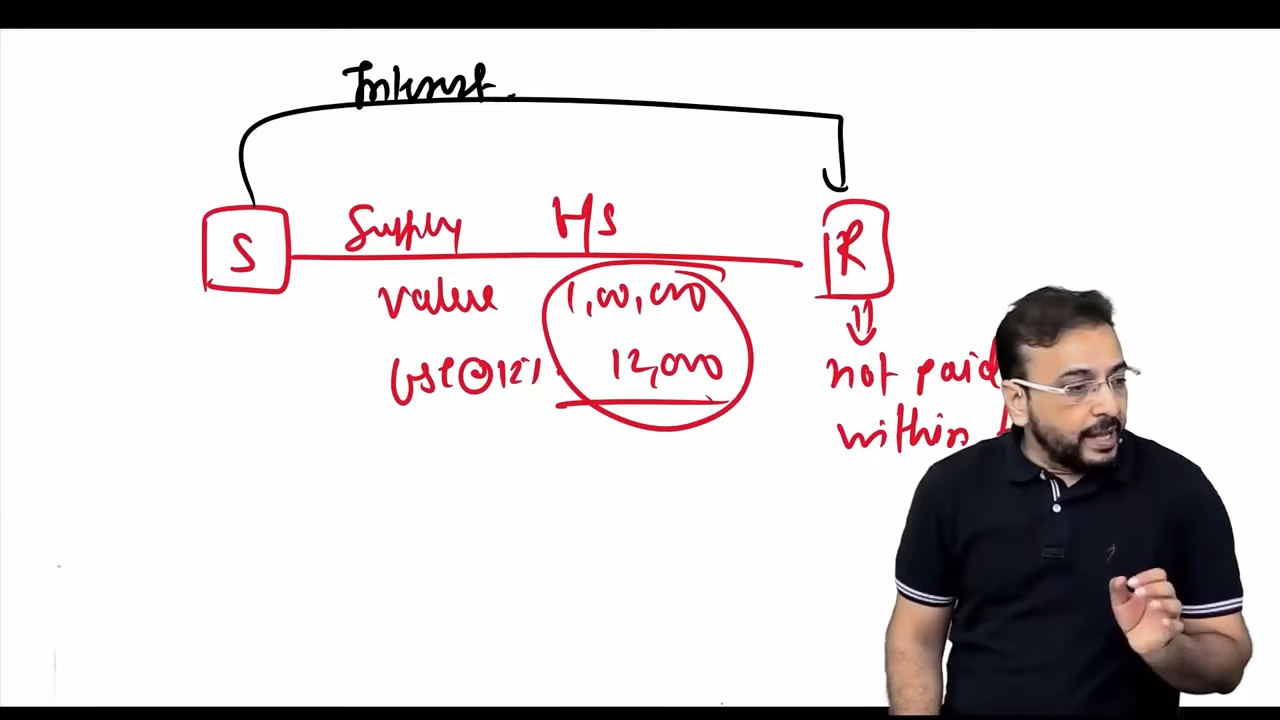 Interest.
S Supply H/S R
value 1,00,000
GST@12% 12,000
not paid
within